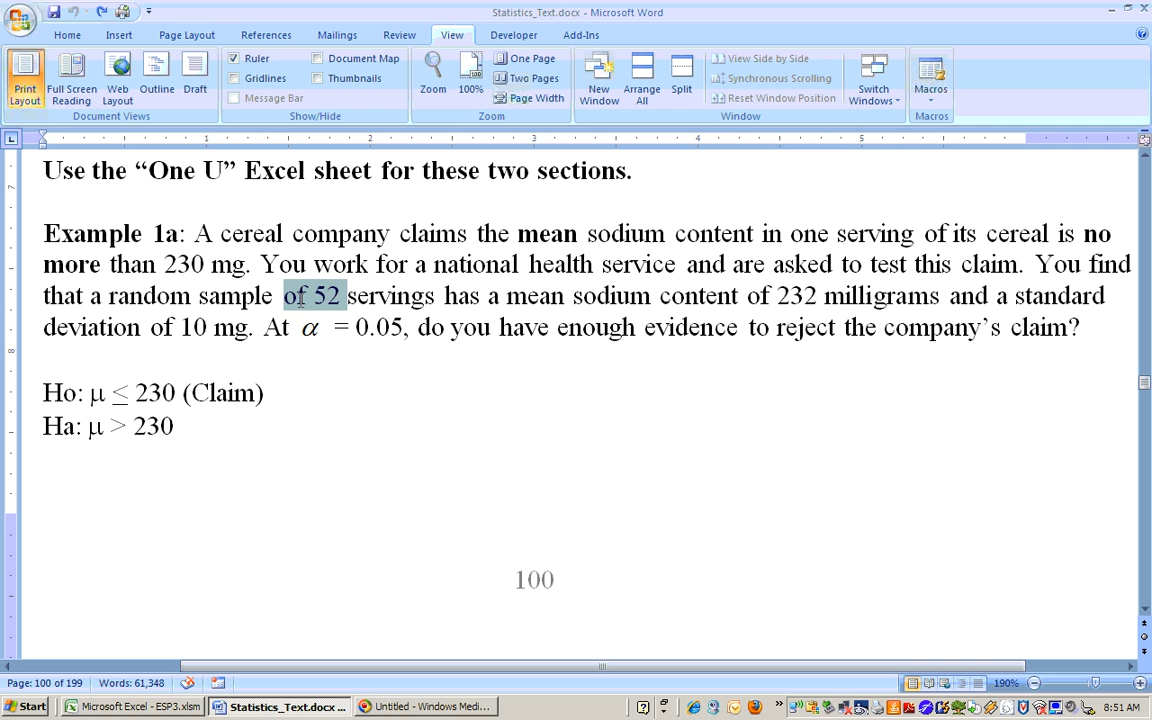 Statistics_Text.docx - Microsoft Word
Home Insert Page Layout References Mailings Review View Developer Add-Ins
Print Layout Full Screen Reading Web Layout Outline Draft
Document Views
Ruler Document Map
Gridlines Thumbnails
Message Bar
Show/Hide
Zoom 100% One Page
Two Pages
Page Width
Zoom
New Window Arrange All Split
View Side by Side
Synchronous Scrolling
Reset Window Position
Switch Windows
Window
Macros
Macros
1 2 3 4 5
Use the “One U” Excel sheet for these two sections.
Example 1a: A cereal company claims the mean sodium content in one serving of its cereal is no
more than 230 mg. You work for a national health service and are asked to test this claim. You find
that a random sample of 52 servings has a mean sodium content of 232 milligrams and a standard
deviation of 10 mg. At α = 0.05, do you have enough evidence to reject the company’s claim?
Ho: μ ≤ 230 (Claim)
Ha: μ > 230
100
Page: 100 of 199 Words: 61,348 190%
Start Microsoft Excel - ESP3.xlsm Statistics_Text.docx ... Untitled - Windows Medi... 8:51 AM